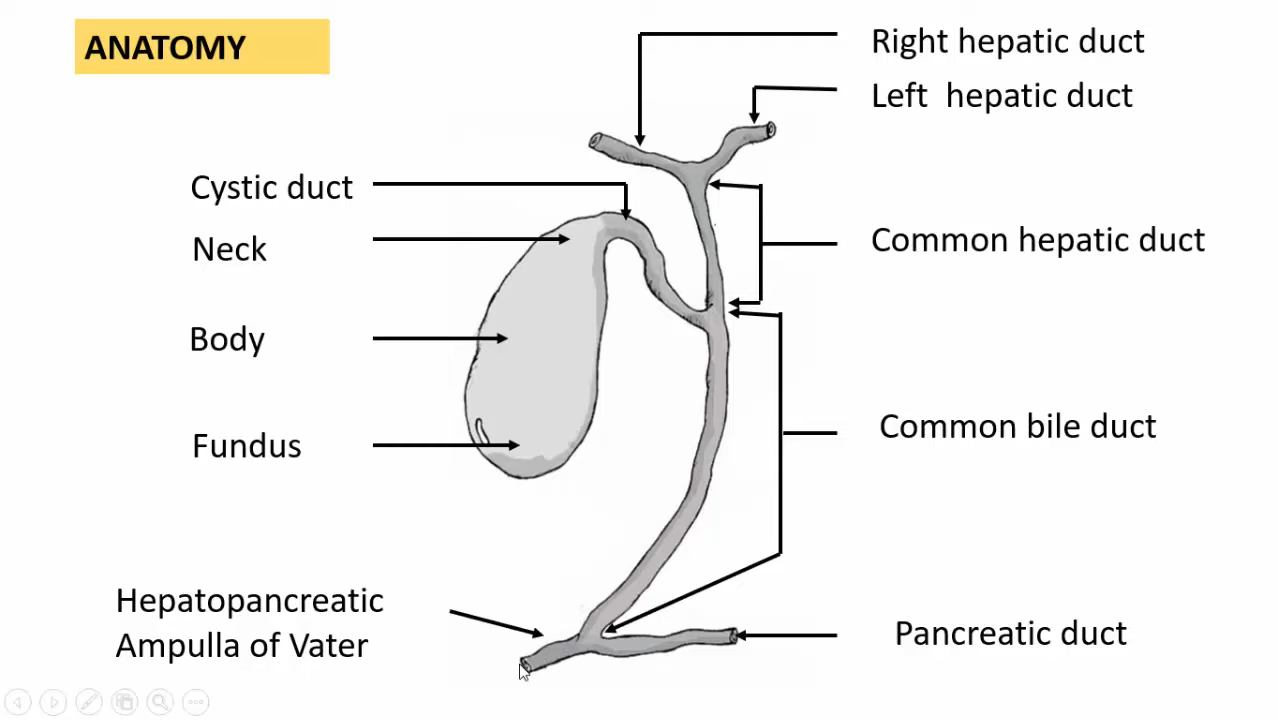 ANATOMY
Right hepatic duct
Left hepatic duct
Cystic duct
Neck
Common hepatic duct
Body
Common bile duct
Fundus
Hepatopancreatic
Ampulla of Vater
Pancreatic duct